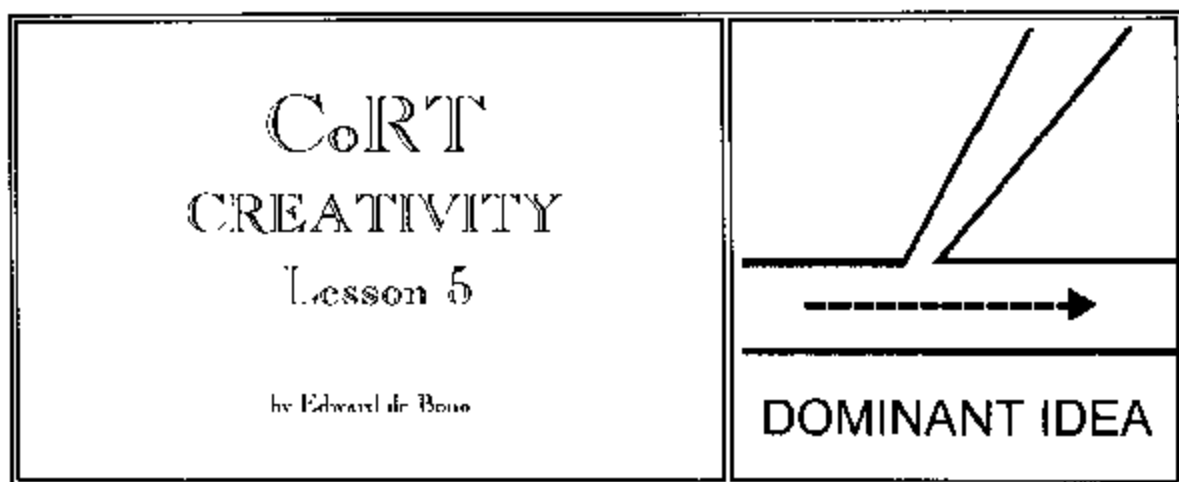 CoRT
CREATIVITY
Lesson 5
by Edward de Bono
DOMINANT IDEA